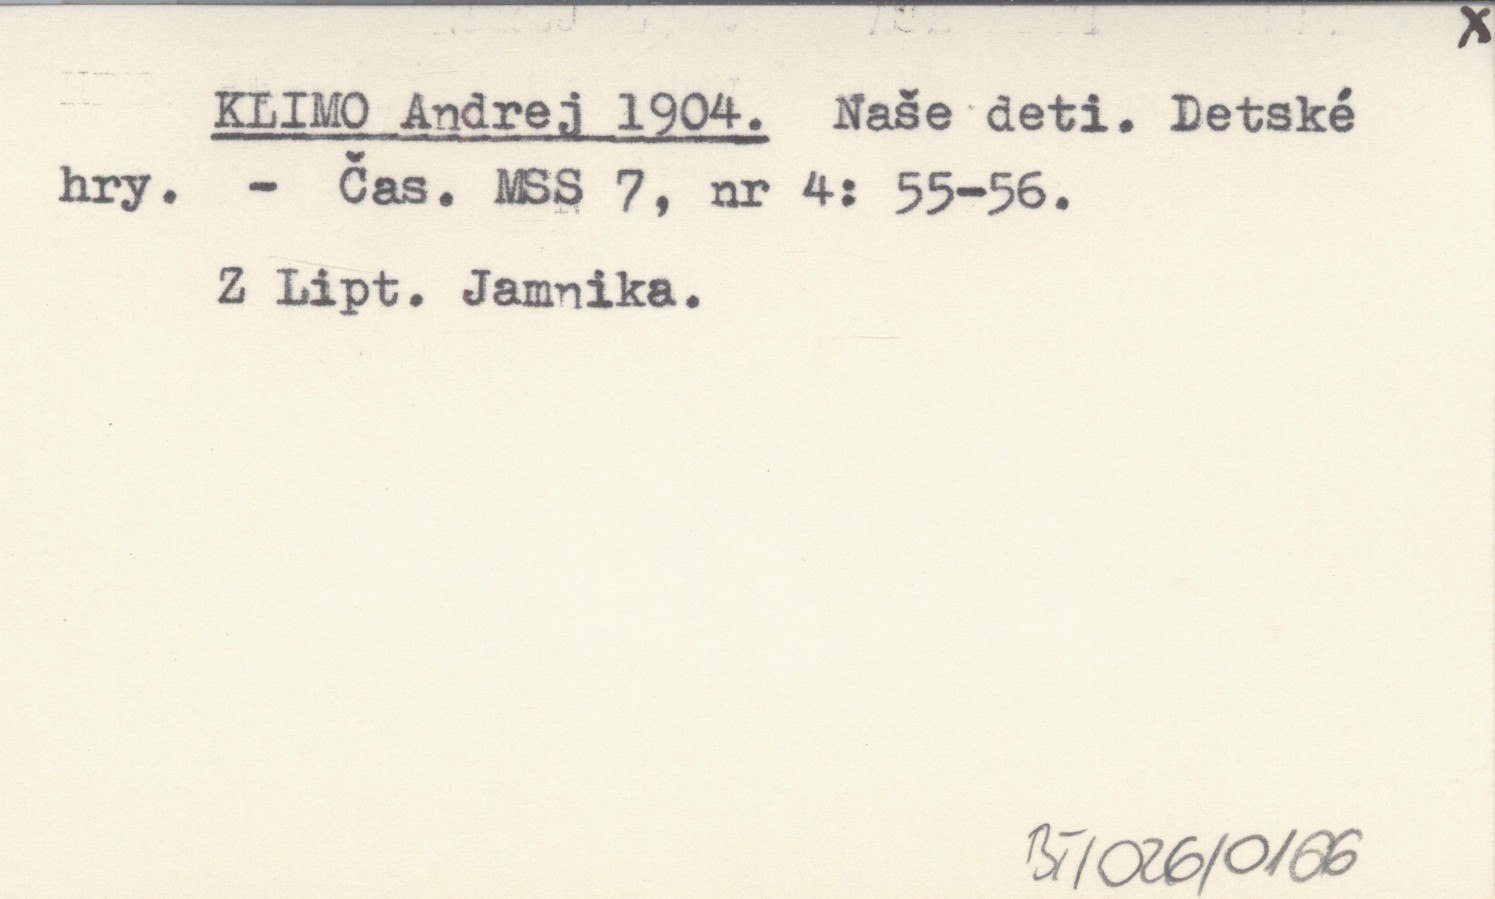 X
KLIMO Andrej 1904. Naše deti. Detské
hry. - Čas. MSS 7, nr 4: 55-56.
Z Lipt. Jamnika.
BT/026/0166